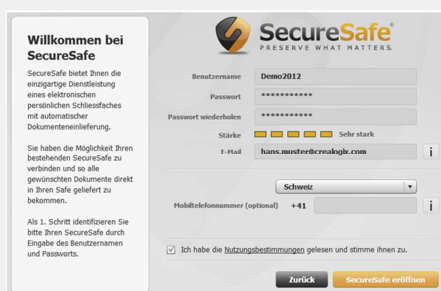 Willkommen bei
SecureSafe
SecureSafe bietet Ihnen die
einzigartige Dienstleistung
eines elektronischen
persönlichen Schliessfaches
mit automatischer
Dokumenteneinlieferung.
Sie haben die Möglichkeit Ihren
bestehenden SecureSafe zu
verbinden und so alle
gewünschten Dokumente direkt
in Ihren Safe geliefert zu
bekommen.
Als 1. Schritt identifizieren Sie
bitte Ihren SecureSafe durch
Eingabe des Benutzernamen
und Passworts.
SecureSafe
PRESERVE WHAT MATTERS.
Benutzername Demo2012
Passwort ***********
Passwort wiederholen ***********
Stärke Sehr stark
E-Mail hans.muster@crealogix.com i
Schweiz
Mobiltelefonnummer (optional) +41 i
Ich habe die Nutzungsbestimmungen gelesen und stimme ihnen zu.
Zurück SecureSafe eröffnen